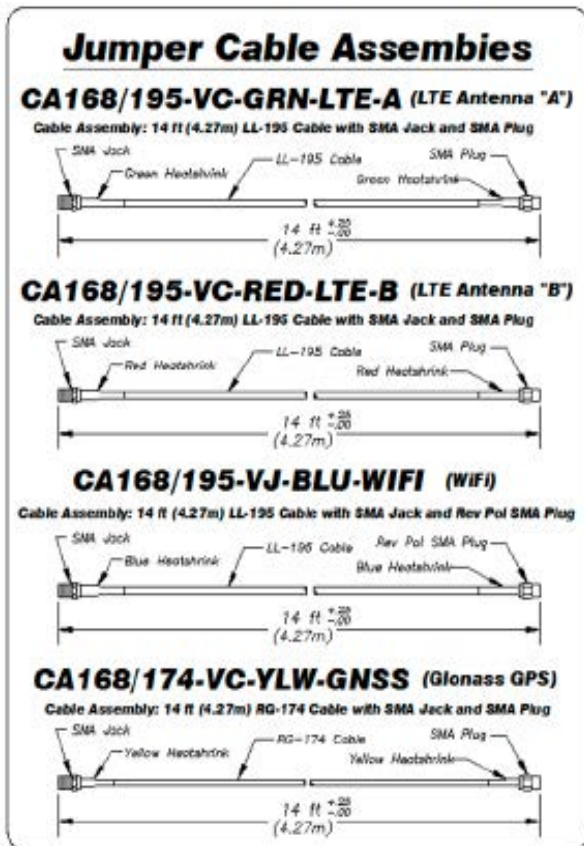 Jumper Cable Assembies
CA168/195-VC-GRN-LTE-A (LTE Antenna "A")
Cable Assembly: 14 ft (4.27m) LL-195 Cable with SMA Jack and SMA Plug
SMA Jack
Green Heatshrink
LL-195 Cable
Green Heatshrink
SMA Plug
14 ft +.25 -.00
(4.27m)
CA168/195-VC-RED-LTE-B (LTE Antenna "B")
Cable Assembly: 14 ft (4.27m) LL-195 Cable with SMA Jack and SMA Plug
SMA Jack
Red Heatshrink
LL-195 Cable
Red Heatshrink
SMA Plug
14 ft +.25 -.00
(4.27m)
CA168/195-VJ-BLU-WIFI (WiFi)
Cable Assembly: 14 ft (4.27m) LL-195 Cable with SMA Jack and Rev Pol SMA Plug
SMA Jack
Blue Heatshrink
LL-195 Cable
Rev Pol SMA Plug
Blue Heatshrink
14 ft +.25 -.00
(4.27m)
CA168/174-VC-YLW-GNSS (Glonass GPS)
Cable Assembly: 14 ft (4.27m) RG-174 Cable with SMA Jack and SMA Plug
SMA Jack
Yellow Heatshrink
RG-174 Cable
SMA Plug
Yellow Heatshrink
14 ft +.25 -.00
(4.27m)